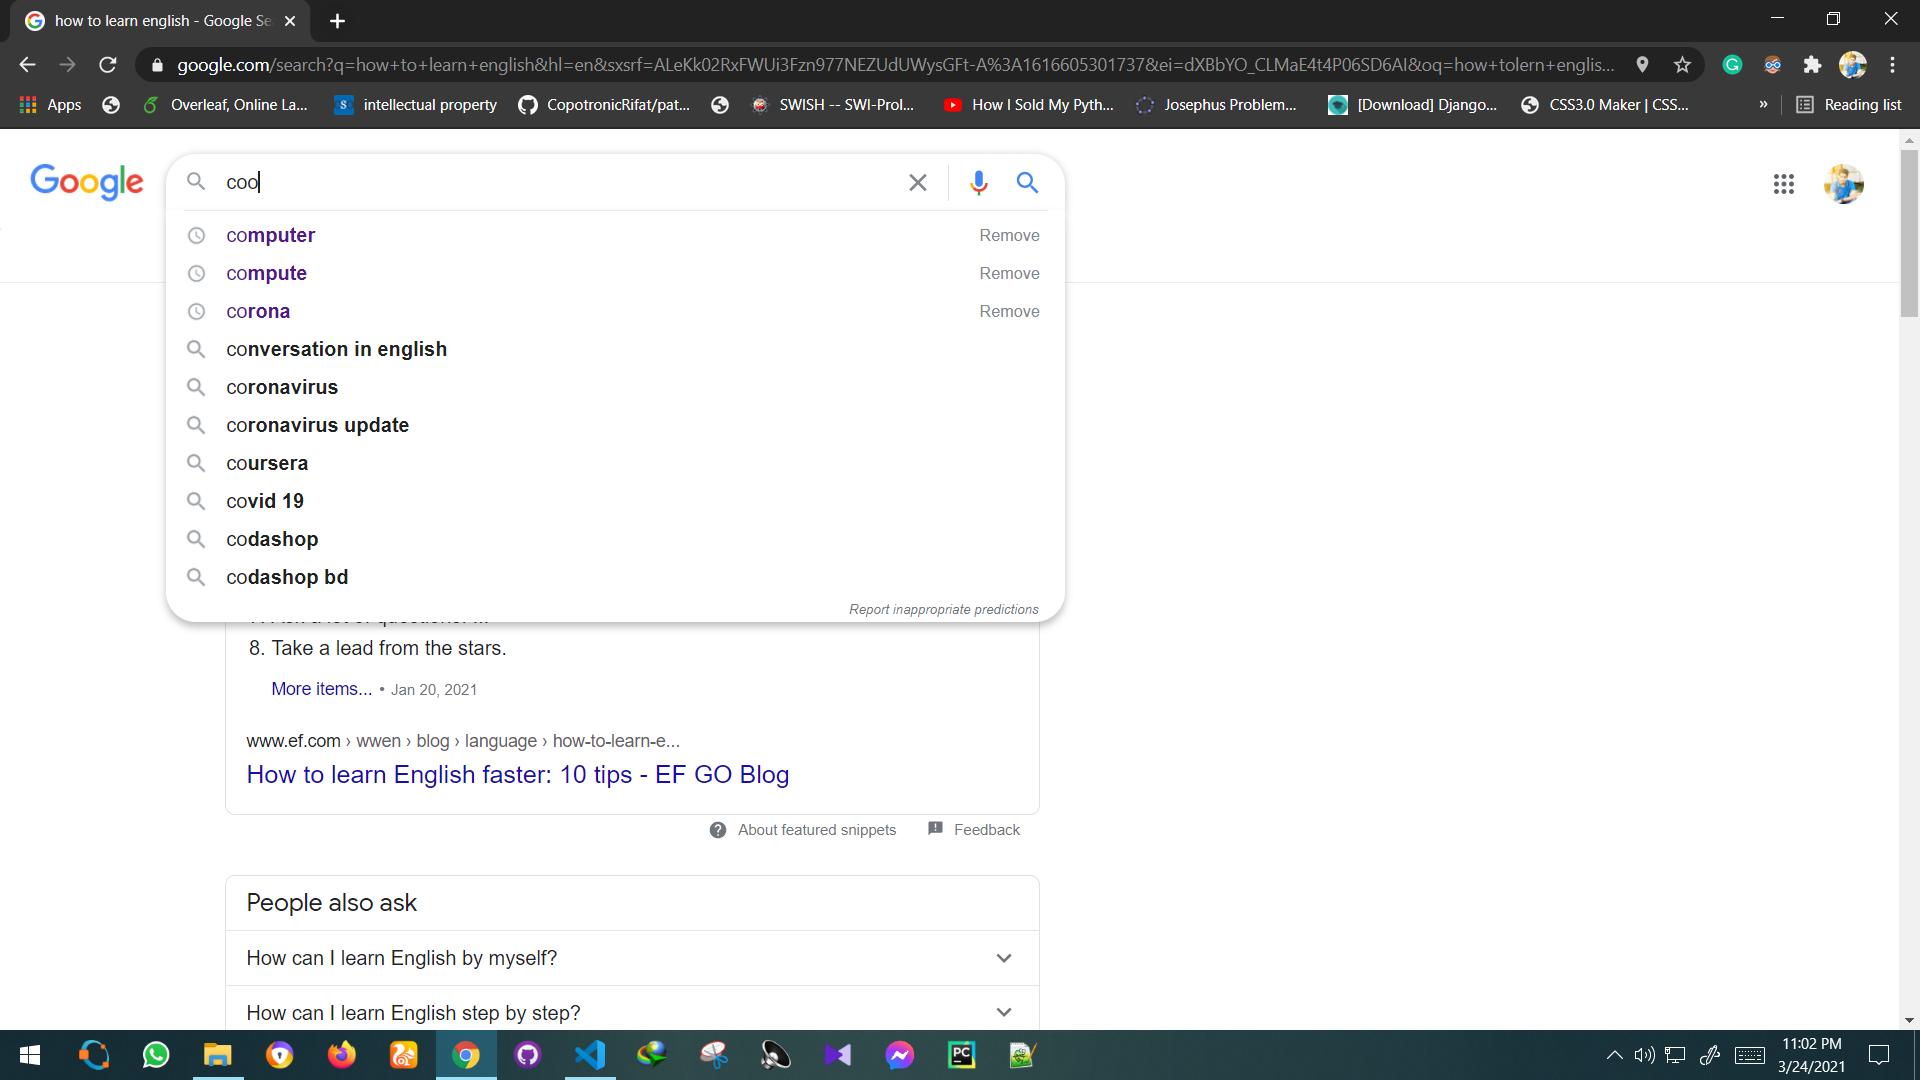 how to learn english - Google Se
google.com/search?q=how+to+learn+english&hl=en&sxsrf=ALeKk02RxFWUi3Fzn977NEZUdUWysGFt-A%3A1616605301737&ei=dXBbYO_CLMaE4t4P06SD6AI&oq=how+tolern+englis...
Apps Overleaf, Online La... intellectual property CopotronicRifat/pat... SWISH -- SWI-Prol... How I Sold My Pyth... Josephus Problem... [Download] Django... CSS3.0 Maker | CSS... » Reading list
Google
coo
computer Remove
compute Remove
corona Remove
conversation in english
coronavirus
coronavirus update
coursera
covid 19
codashop
codashop bd
Report inappropriate predictions
8. Take a lead from the stars.
More items... • Jan 20, 2021
www.ef.com › wwen › blog › language › how-to-learn-e...
How to learn English faster: 10 tips - EF GO Blog
About featured snippets Feedback
People also ask
How can I learn English by myself?
How can I learn English step by step?
PC
11:02 PM
3/24/2021